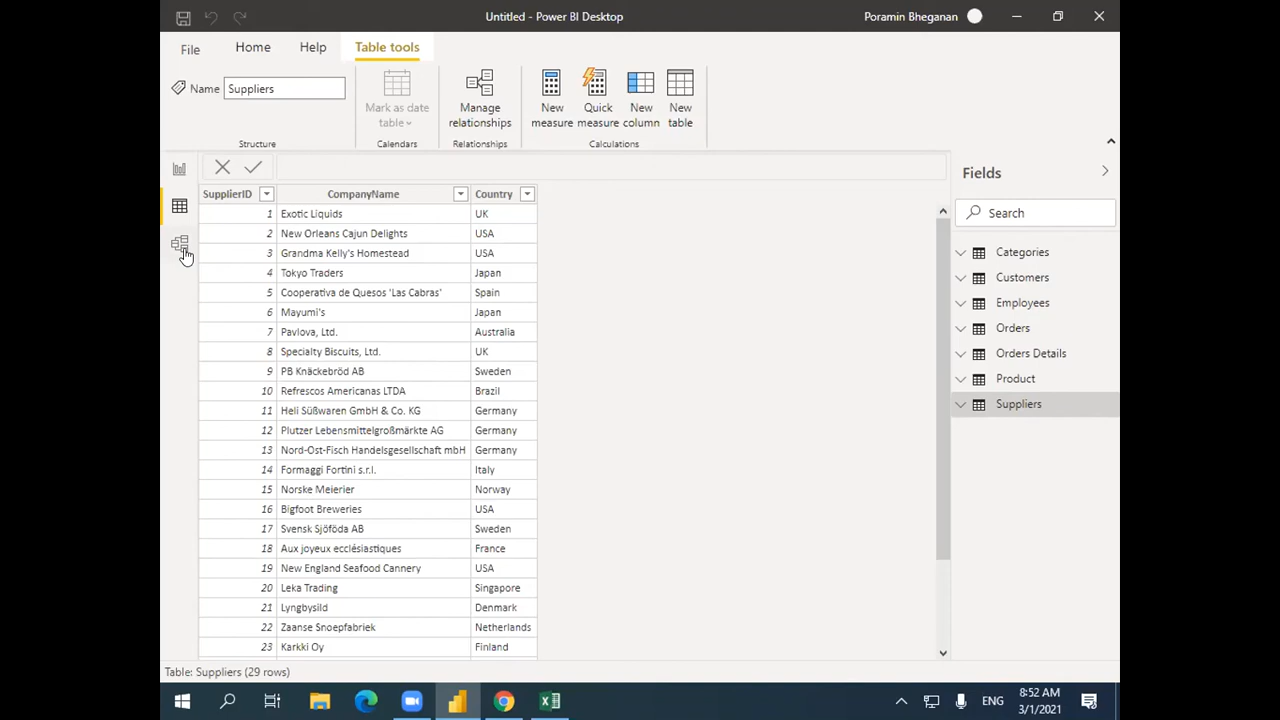 Untitled - Power BI Desktop
Poramin Bheganan
File
Home
Help
Table tools
Name
Suppliers
Mark as date table
Manage relationships
New measure
Quick measure
New column
New table
Structure
Calendars
Relationships
Calculations
SupplierID CompanyName Country
1 Exotic Liquids UK
2 New Orleans Cajun Delights USA
3 Grandma Kelly's Homestead USA
4 Tokyo Traders Japan
5 Cooperativa de Quesos 'Las Cabras' Spain
6 Mayumi's Japan
7 Pavlova, Ltd. Australia
8 Specialty Biscuits, Ltd. UK
9 PB Knäckebröd AB Sweden
10 Refrescos Americanas LTDA Brazil
11 Heli Süßwaren GmbH & Co. KG Germany
12 Plutzer Lebensmittelgroßmärkte AG Germany
13 Nord-Ost-Fisch Handelsgesellschaft mbH Germany
14 Formaggi Fortini s.r.l. Italy
15 Norske Meierier Norway
16 Bigfoot Breweries USA
17 Svensk Sjöföda AB Sweden
18 Aux joyeux ecclésiastiques France
19 New England Seafood Cannery USA
20 Leka Trading Singapore
21 Lyngbysild Denmark
22 Zaanse Snoepfabriek Netherlands
23 Karkki Oy Finland
Fields
Search
Categories
Customers
Employees
Orders
Orders Details
Product
Suppliers
Table: Suppliers (29 rows)
ENG
8:52 AM
3/1/2021